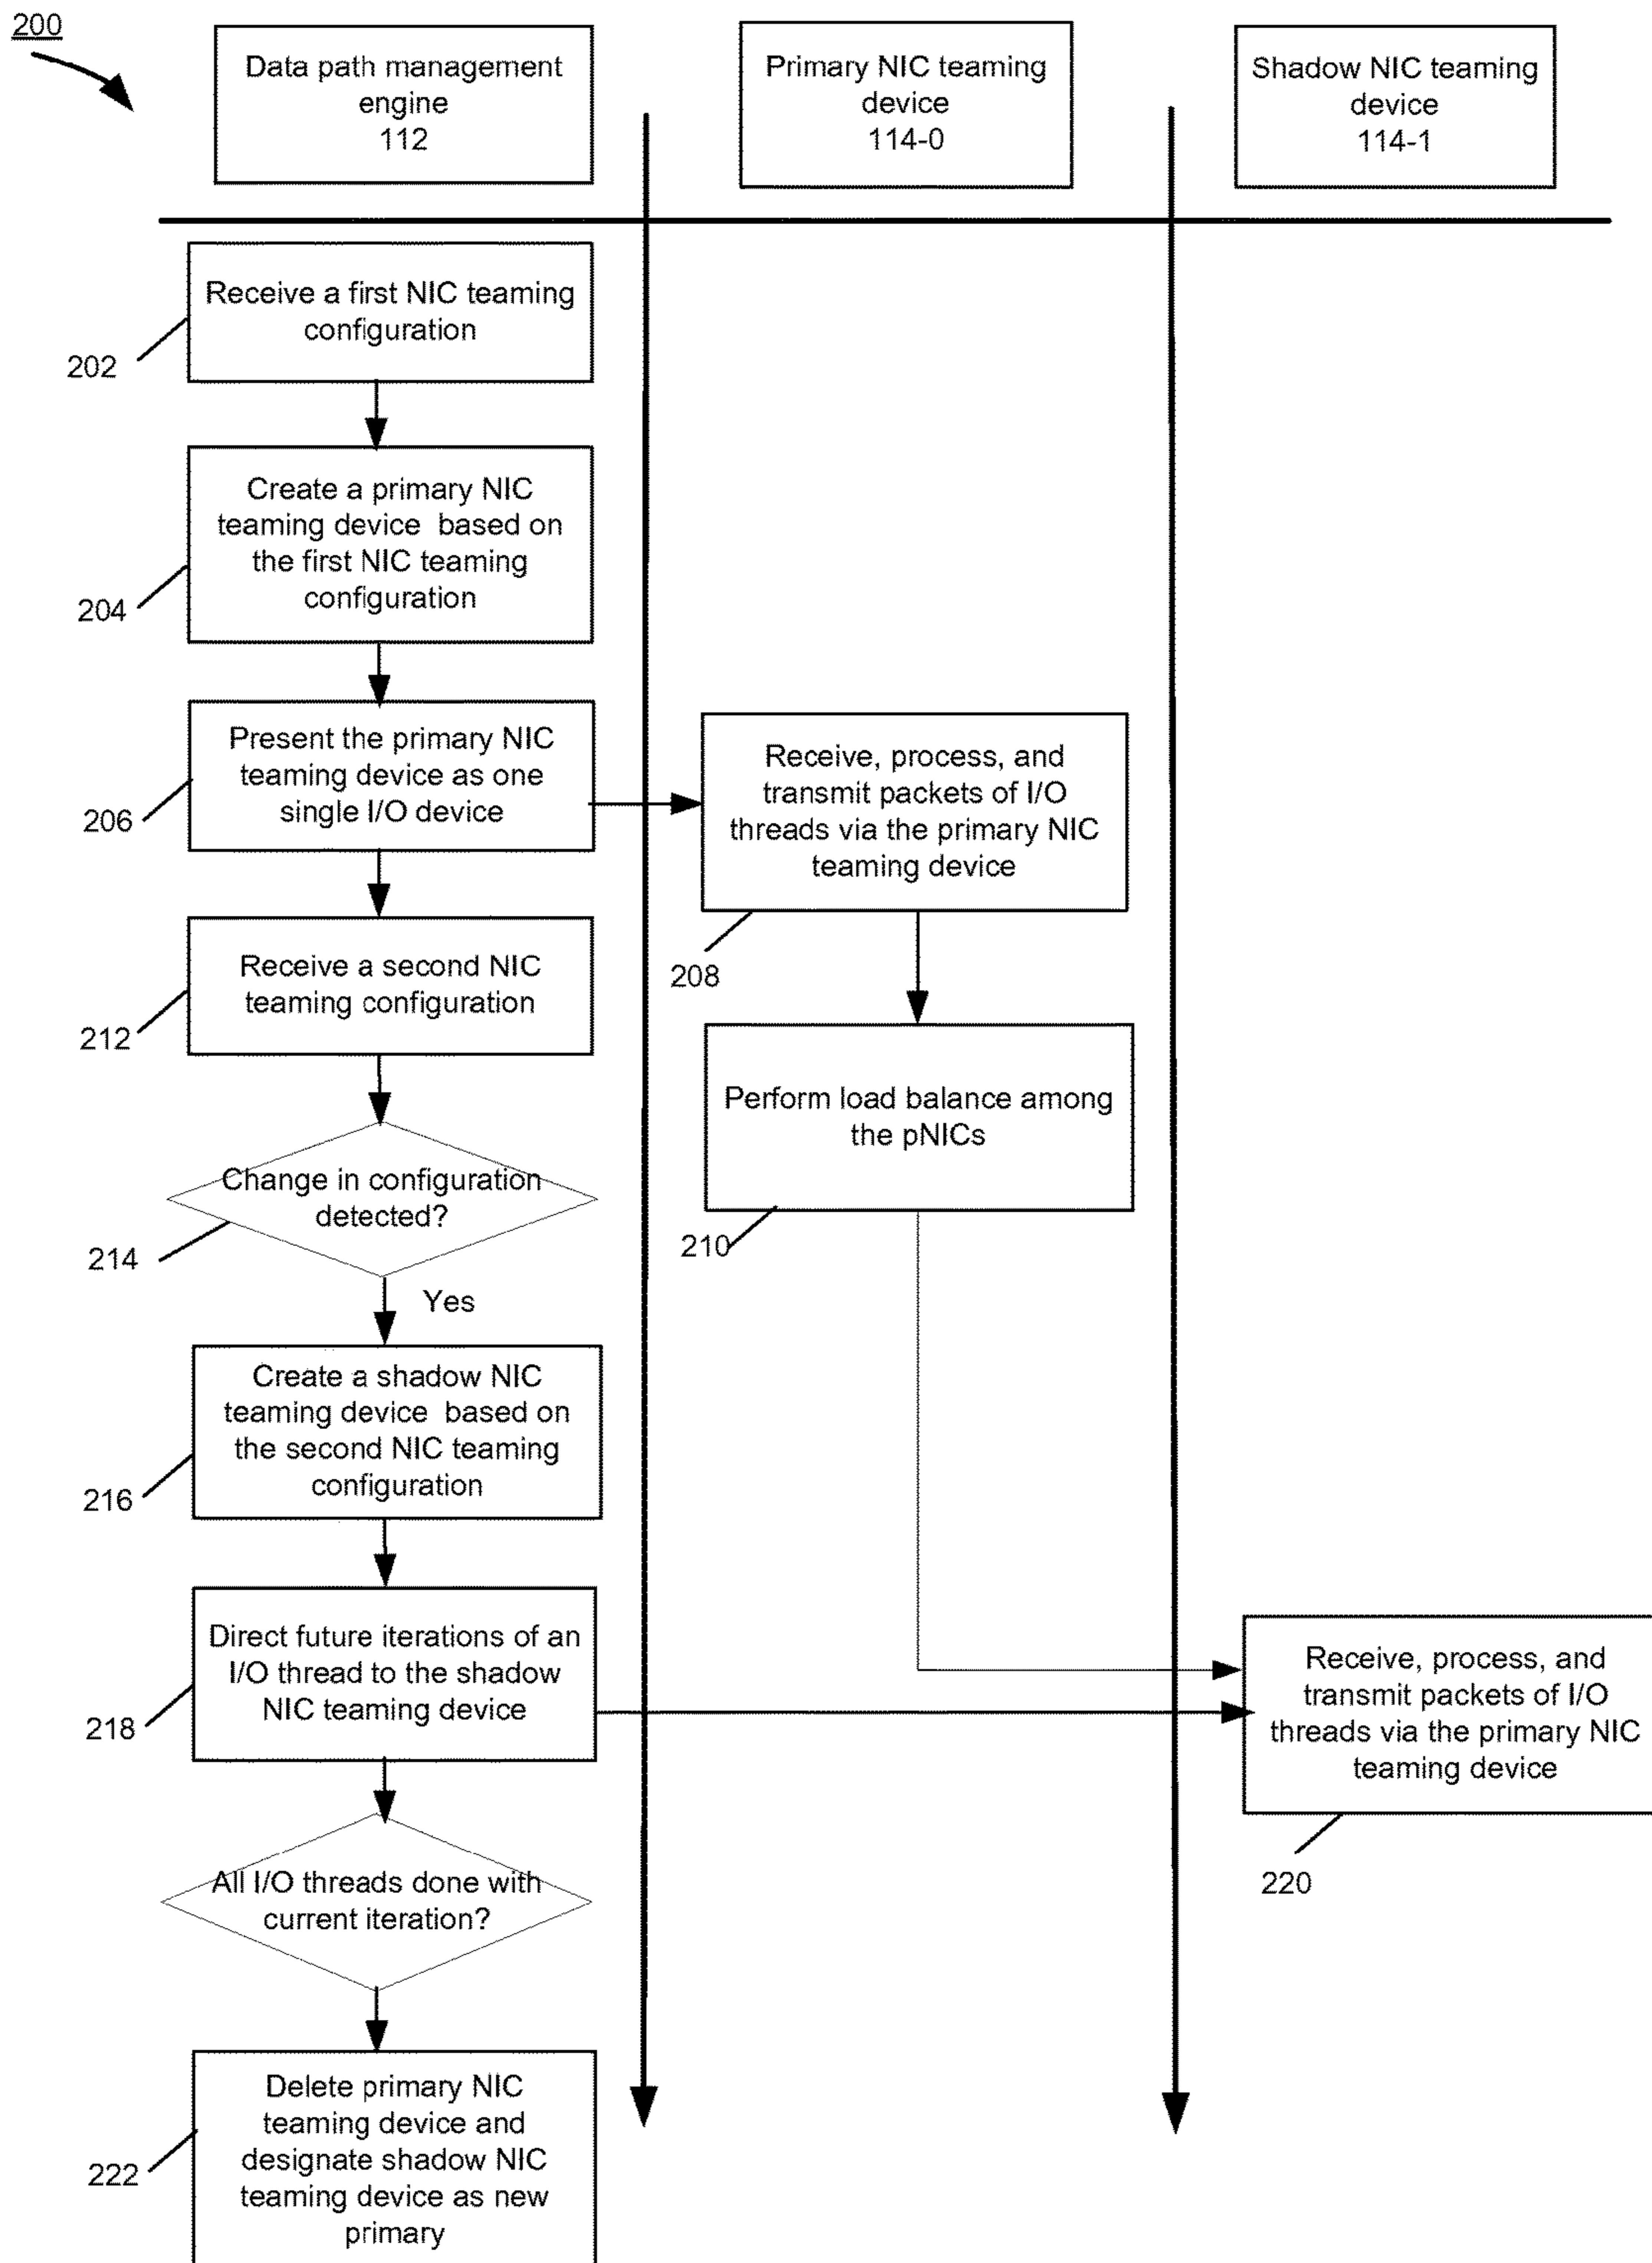 200
Data path management
engine
112
Primary NIC teaming
device
114-0
Shadow NIC teaming
device
114-1
Receive a first NIC teaming
configuration
202
Create a primary NIC
teaming device based on
the first NIC teaming
configuration
204
Present the primary NIC
teaming device as one
single I/O device
206
Receive, process, and
transmit packets of I/O
threads via the primary NIC
teaming device
208
Receive a second NIC
teaming configuration
212
Perform load balance among
the pNICs
210
Change in configuration
detected?
214
Yes
Create a shadow NIC
teaming device based on
the second NIC teaming
configuration
216
Direct future iterations of an
I/O thread to the shadow
NIC teaming device
218
Receive, process, and
transmit packets of I/O
threads via the primary NIC
teaming device
220
All I/O threads done with
current iteration?
Delete primary NIC
teaming device and
designate shadow NIC
teaming device as new
primary
222